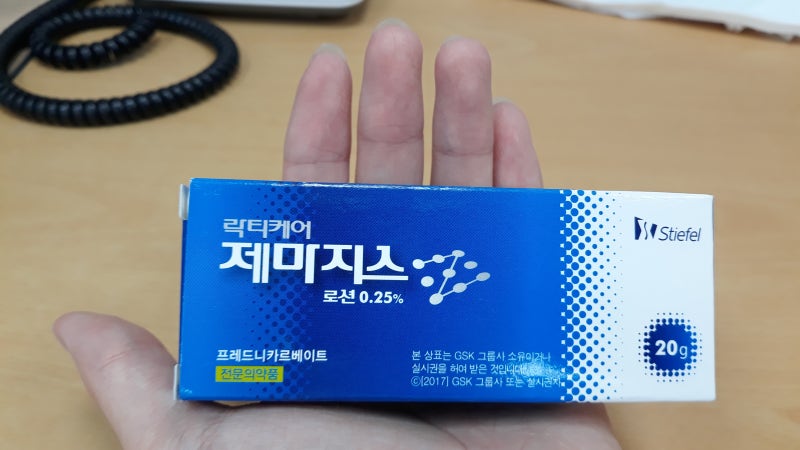 락티케어
제마지스
로션 0.25%
프레드니카르베이트
전문의약품
본 상표는 GSK 그룹사 소유이거나
실시권을 허여 받은 것입니다.
ⓒ[2017] GSK 그룹사 또는 실시권자
Stiefel
20g